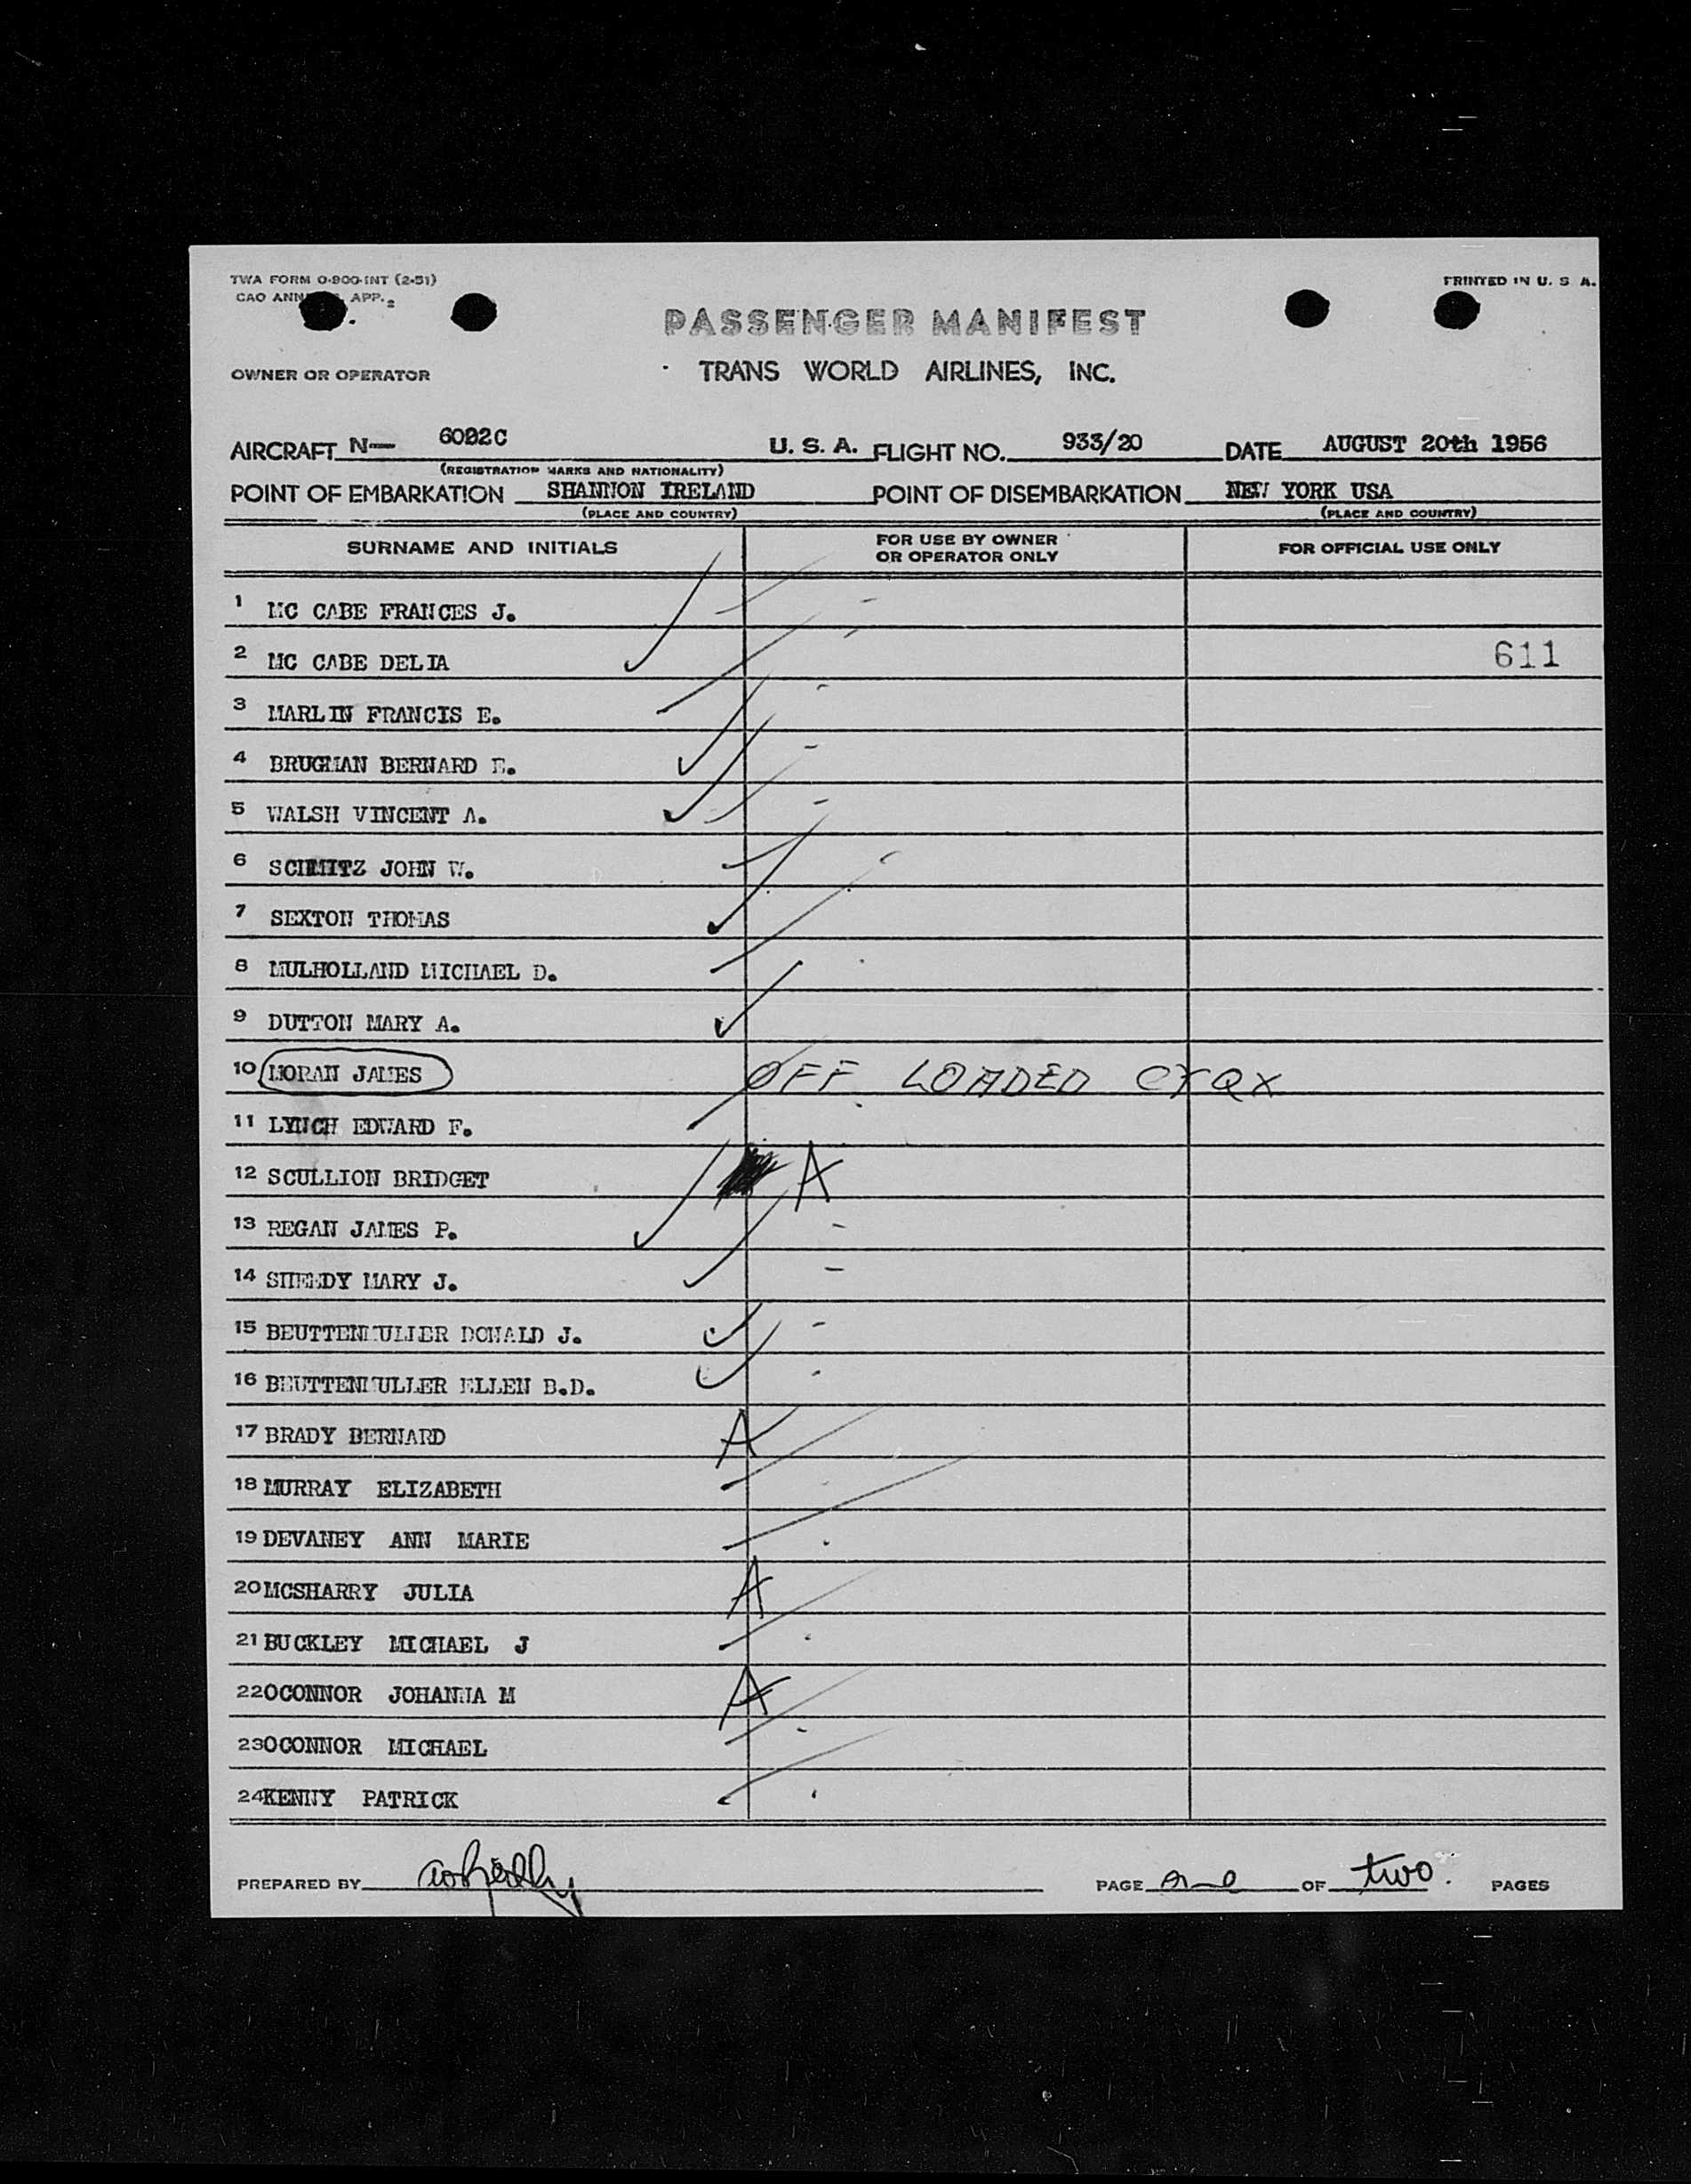 TWA FORM O-900-INT (2-51)
PRINTED IN U. S. A.
CAO ANN APP. 2
PASSENGER MANIFEST
OWNER OR OPERATOR
TRANS WORLD AIRLINES, INC.
AIRCRAFT N— 6002C U. S. A. FLIGHT NO. 933/20 DATE AUGUST 20th 1956
(REGISTRATION MARKS AND NATIONALITY)
POINT OF EMBARKATION SHANNON IRELAND POINT OF DISEMBARKATION NEW YORK USA
(PLACE AND COUNTRY) (PLACE AND COUNTRY)
SURNAME AND INITIALS
FOR USE BY OWNER
OR OPERATOR ONLY
FOR OFFICIAL USE ONLY
1 MC CABE FRANCES J.
2 MC CABE DELIA 611
3 MARLIN FRANCIS E.
4 BRUGMAN BERNARD E.
5 WALSH VINCENT A.
6 SCHMITZ JOHN W.
7 SEXTON THOMAS
8 MULHOLLAND MICHAEL D.
9 DUTTON MARY A.
10 MORAN JAMES OFF LOADED CYQX
11 LYNCH EDWARD F.
12 SCULLION BRIDGET A
13 REGAN JAMES P.
14 SHEEDY MARY J.
15 BEUTTENMULLER DONALD J.
16 BEUTTENMULLER ELLEN B.D.
17 BRADY BERNARD A
18 MURRAY ELIZABETH
19 DEVANEY ANN MARIE
20 MCSHARRY JULIA A
21 BUCKLEY MICHAEL J
22 OCONNOR JOHANNA M A
23 OCONNOR MICHAEL
24 KENNY PATRICK
PREPARED BY PAGE one OF two. PAGES